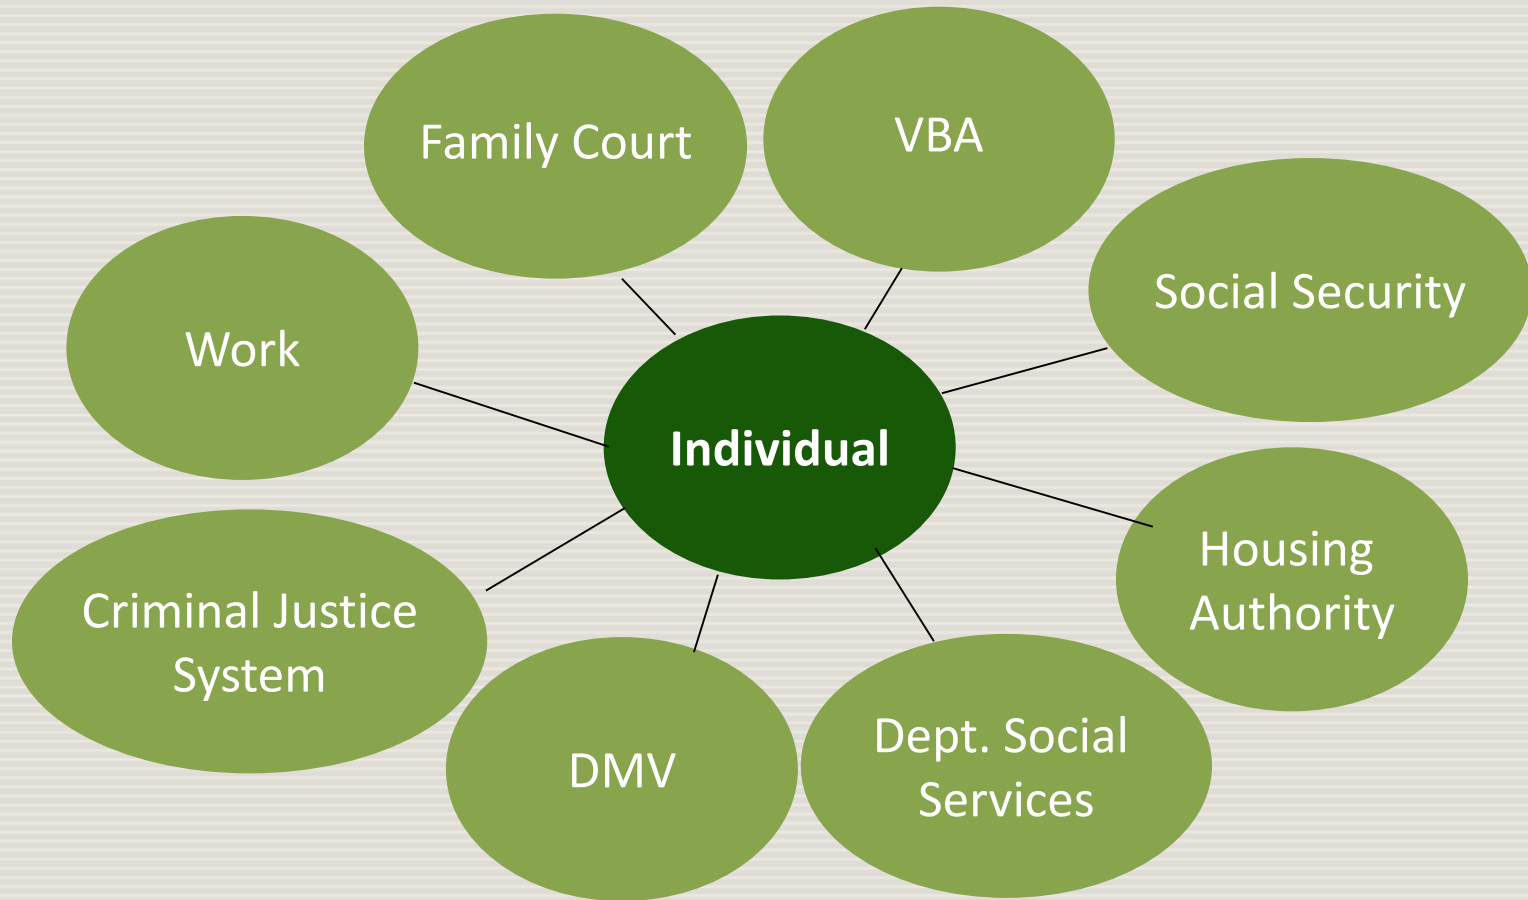 Family Court
VBA
Social Security
Work
Individual
Housing
Authority
Criminal Justice
System
Dept. Social
Services
DMV